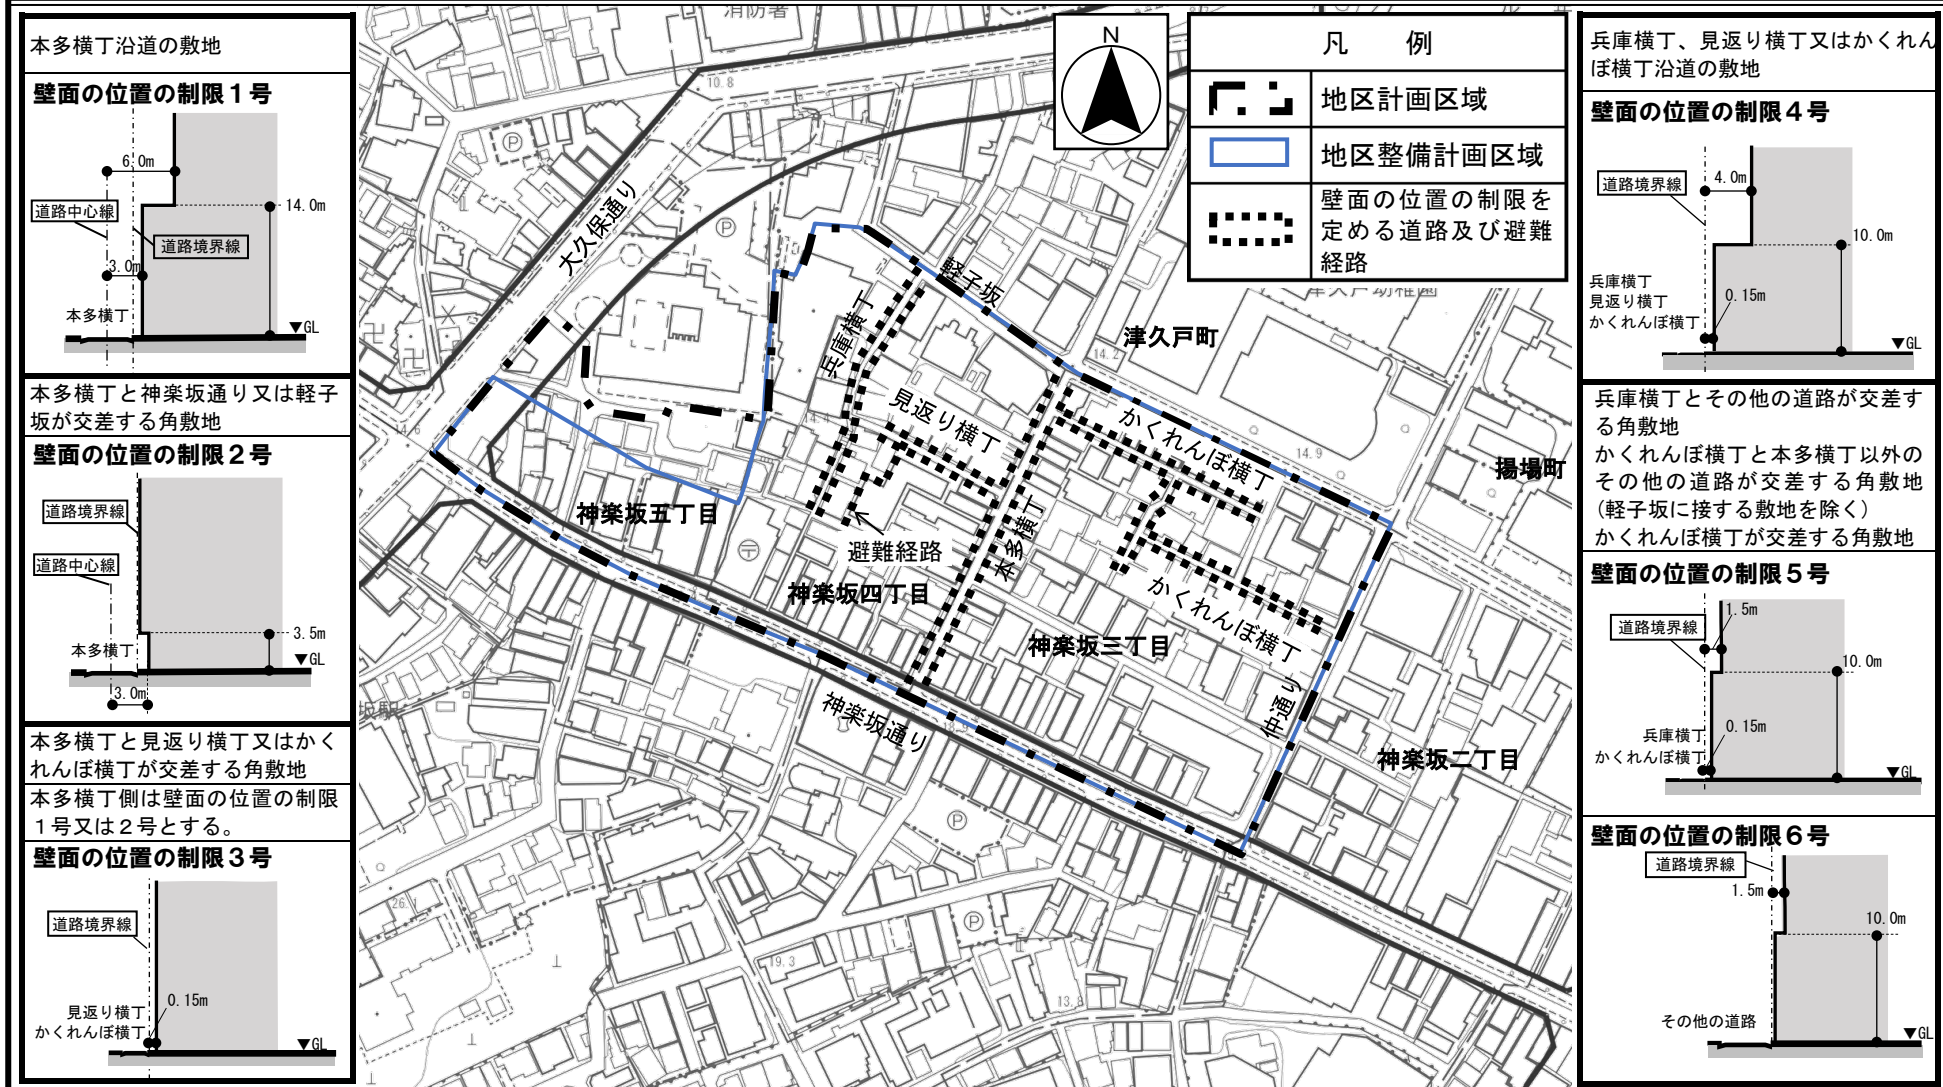 本多横丁沿道の敷地
壁面の位置の制限1号
6.0m
道路中心線
14.0m
道路境界線
3.0m
本多横丁
▼GL
本多横丁と神楽坂通り又は軽子
坂が交差する角敷地
壁面の位置の制限2号
道路境界線
道路中心線
3.5m
本多横丁
▼GL
3.0m
本多横丁と見返り横丁又はかく
れんぼ横丁が交差する角敷地
本多横丁側は壁面の位置の制限
1号又は2号とする。
壁面の位置の制限3号
道路境界線
0.15m
見返り横丁
かくれんぼ横丁
▼GL
消防署
10.8
N
凡 例
地区計画区域
地区整備計画区域
壁面の位置の制限を
定める道路及び避難
経路
大久保通り
軽子坂
兵庫横丁
津久戸町
14.2
見返り横丁
かくれんぼ横丁
14.9
揚場町
神楽坂五丁目
本多横丁
避難経路
神楽坂四丁目
かくれんぼ横丁
神楽坂三丁目
仲通り
神楽坂通り
神楽坂二丁目
26.1
19.3
13.8
P
P
P
P
兵庫横丁、見返り横丁又はかくれん
ぼ横丁沿道の敷地
壁面の位置の制限4号
道路境界線
4.0m
10.0m
兵庫横丁
見返り横丁
かくれんぼ横丁
0.15m
▼GL
兵庫横丁とその他の道路が交差す
る角敷地
かくれんぼ横丁と本多横丁以外の
その他の道路が交差する角敷地
(軽子坂に接する敷地を除く)
かくれんぼ横丁が交差する角敷地
壁面の位置の制限5号
1.5m
道路境界線
10.0m
兵庫横丁
かくれんぼ横丁
0.15m
▼GL
壁面の位置の制限6号
道路境界線
1.5m
10.0m
その他の道路
▼GL